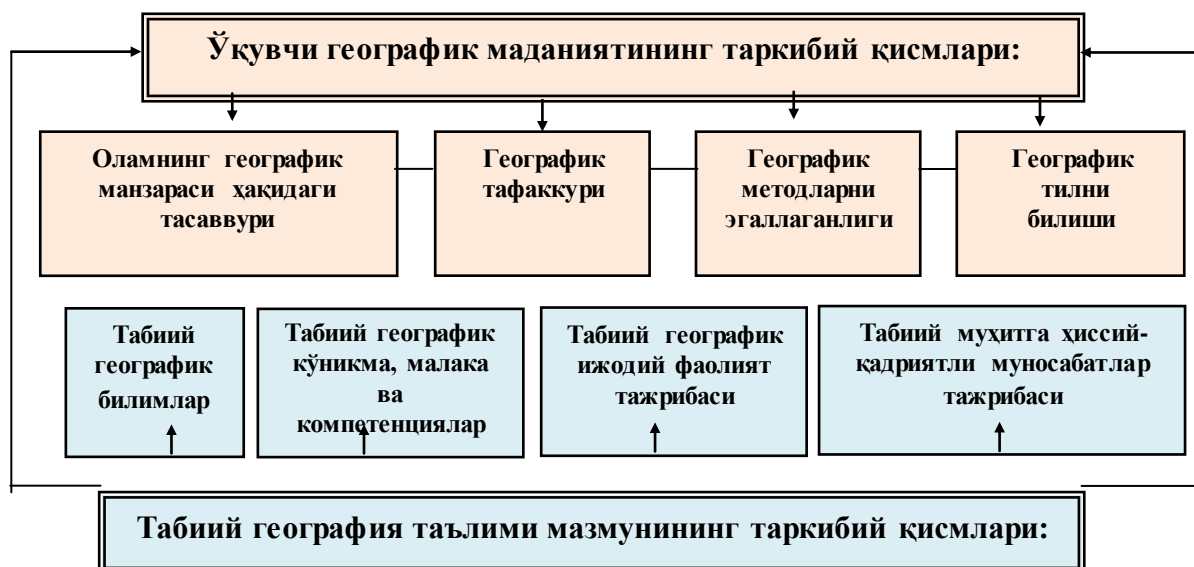 Ўқувчи географик маданиятининг таркибий қисмлари:
Оламнинг географик
манзараси ҳақидаги
тасаввури
Географик
тафаккури
Географик
методларни
эгаллаганлиги
Географик
тилни
билиши
Табиий
географик
билимлар
Табиий географик
кўникма, малака
ва
компетенциялар
Табиий географик
ижодий фаолият
тажрибаси
Табиий муҳитга ҳиссий-
қадриятли муносабатлар
тажрибаси
Табиий география таълими мазмунининг таркибий қисмлари: